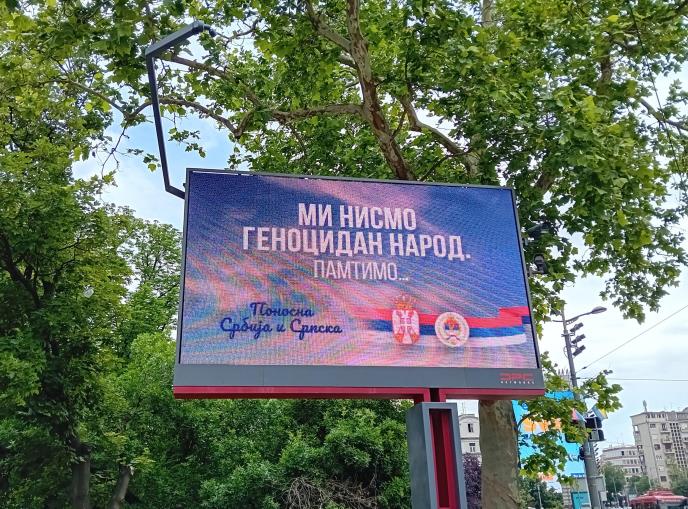 МИ НИСМО
ГЕНОЦИДАН НАРОД.
ПАМТИМО...
Поносна
Србија и Српска